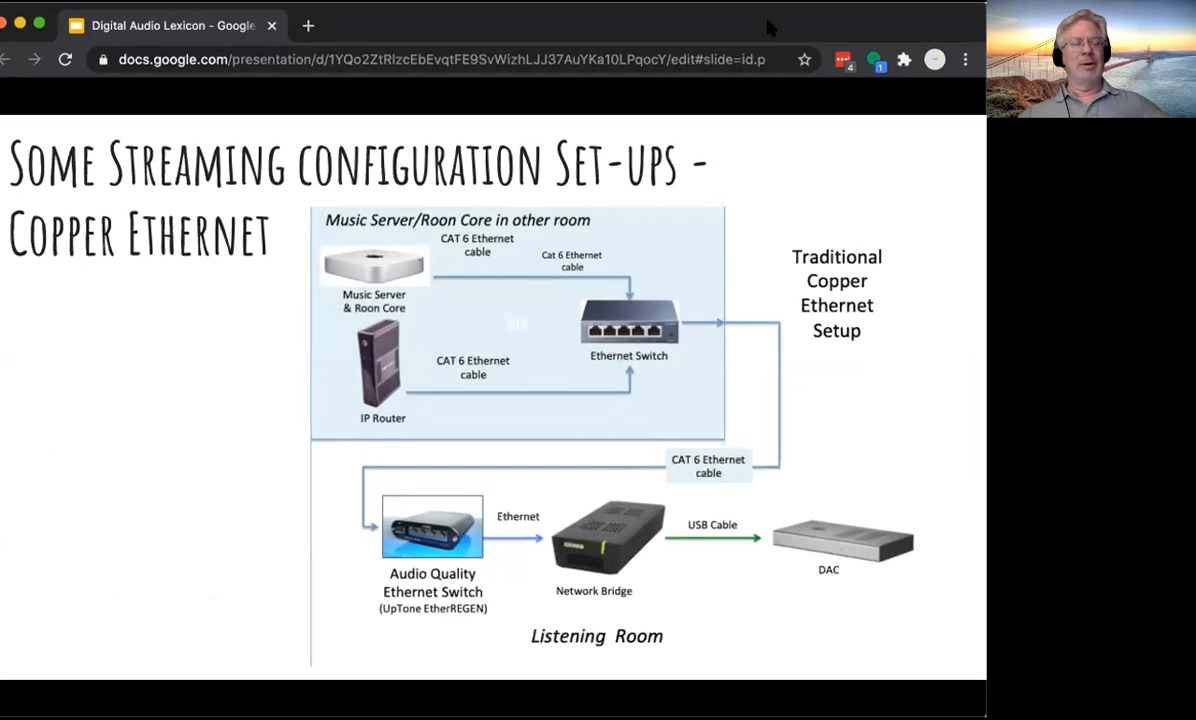 Digital Audio Lexicon - Google
docs.google.com/presentation/d/1YQo2ZtRIzcEbEvqtFE9SvWizhLJJ37AuYKa10LPqocY/edit#slide=id.p
4
1
Some Streaming configuration Set-ups -
Copper Ethernet
Music Server/Roon Core in other room
CAT 6 Ethernet
cable
Cat 6 Ethernet
cable
Music Server
& Roon Core
Ethernet Switch
CAT 6 Ethernet
cable
IP Router
Traditional
Copper
Ethernet
Setup
CAT 6 Ethernet
cable
Ethernet
USB Cable
Audio Quality
Ethernet Switch
(UpTone EtherREGEN)
Network Bridge
DAC
Listening Room